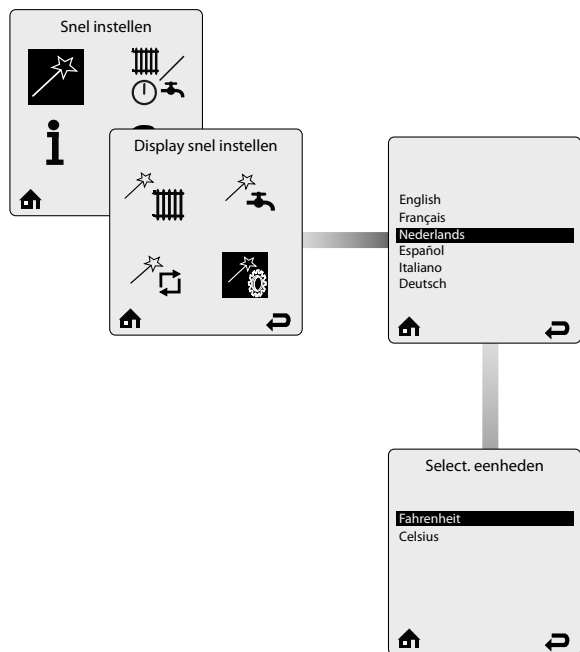 Snel instellen
Display snel instellen
English
Français
Nederlands
Español
Italiano
Deutsch
Select. eenheden
Fahrenheit
Celsius